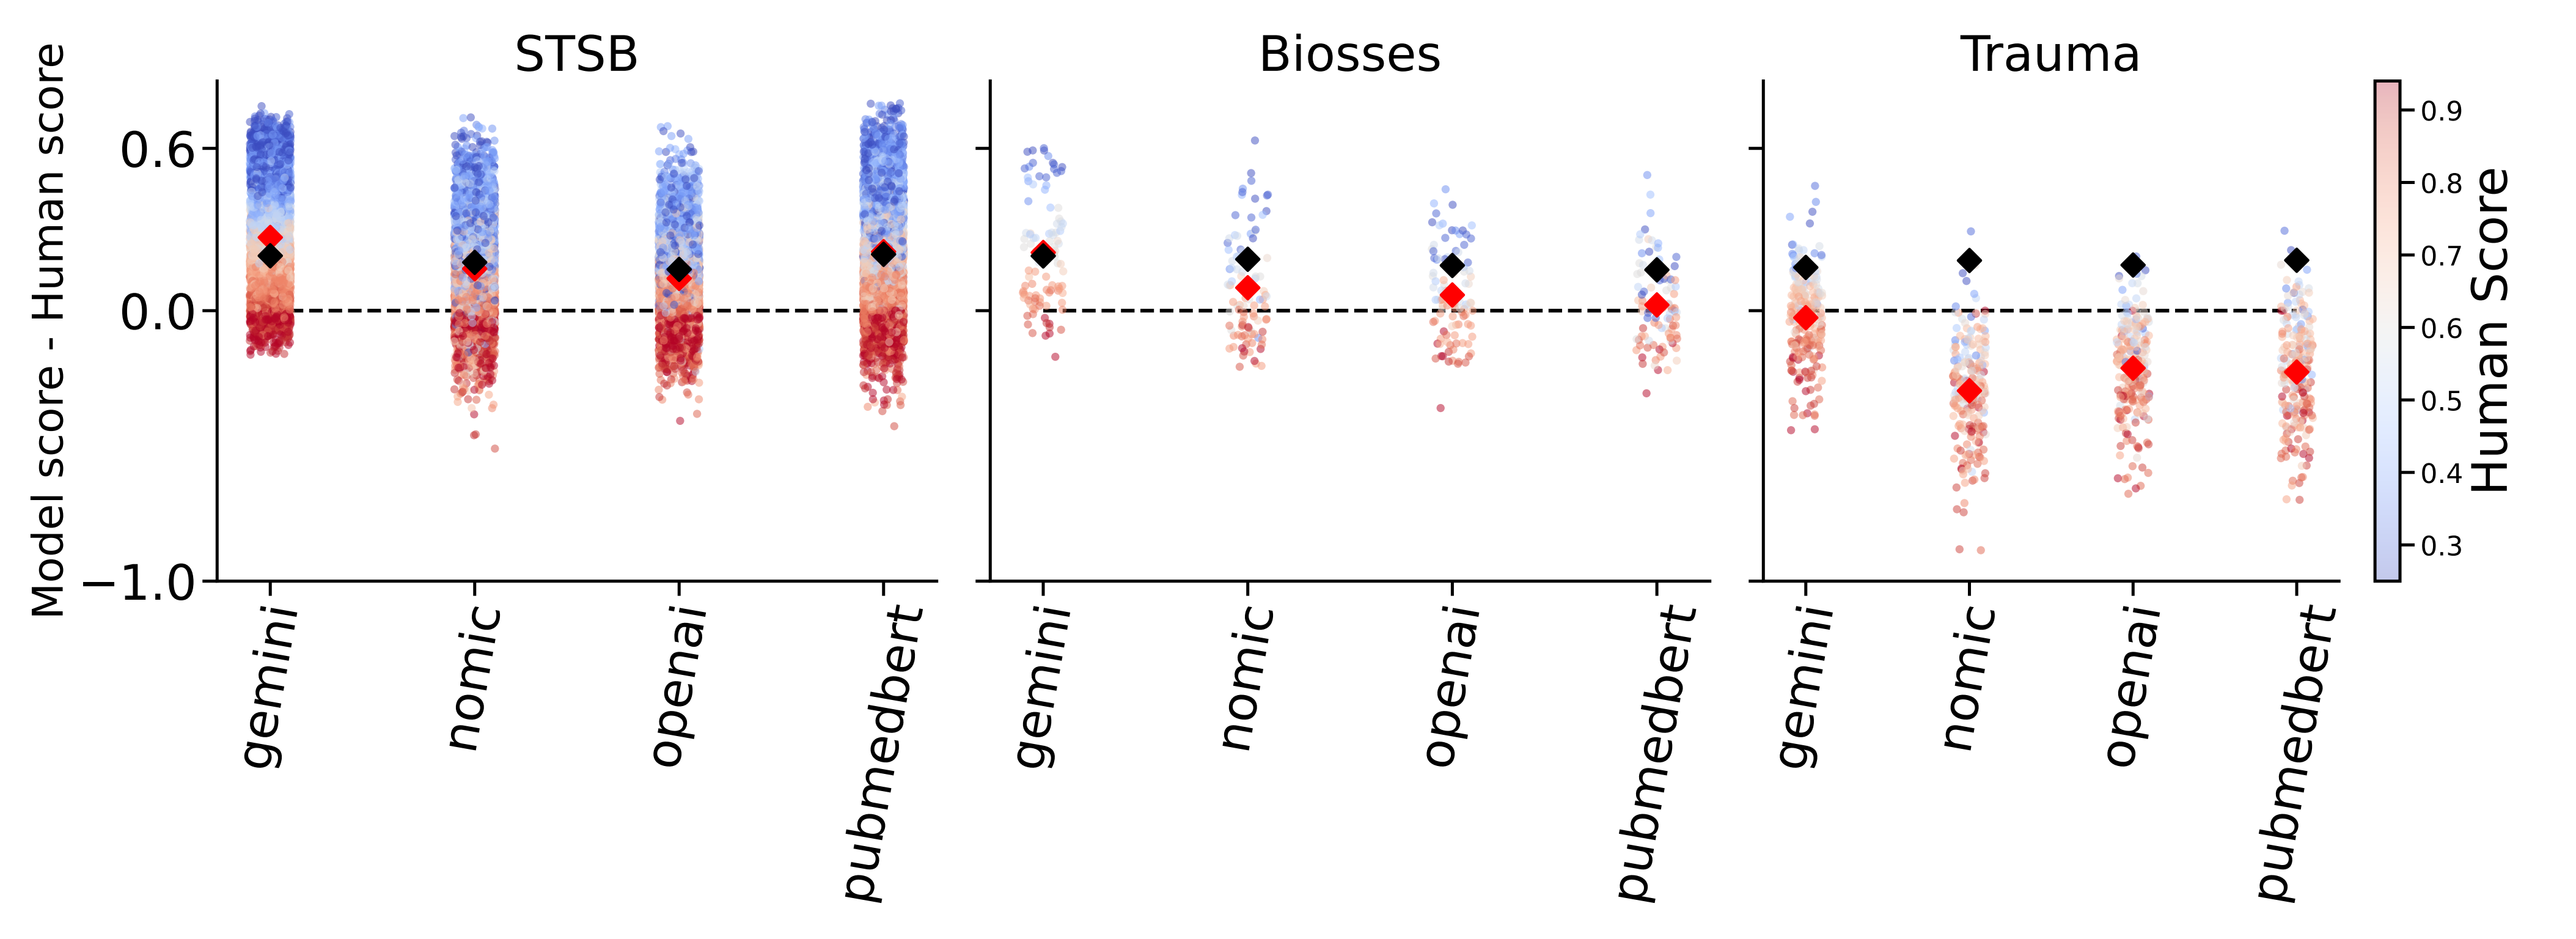 STSB
Biosses
Trauma
Model score - Human score
0.6
0.0
−1.0
gemini
nomic
openai
pubmedbert
gemini
nomic
openai
pubmedbert
gemini
nomic
openai
pubmedbert
0.9
0.8
0.7
0.6
0.5
0.4
0.3
Human Score